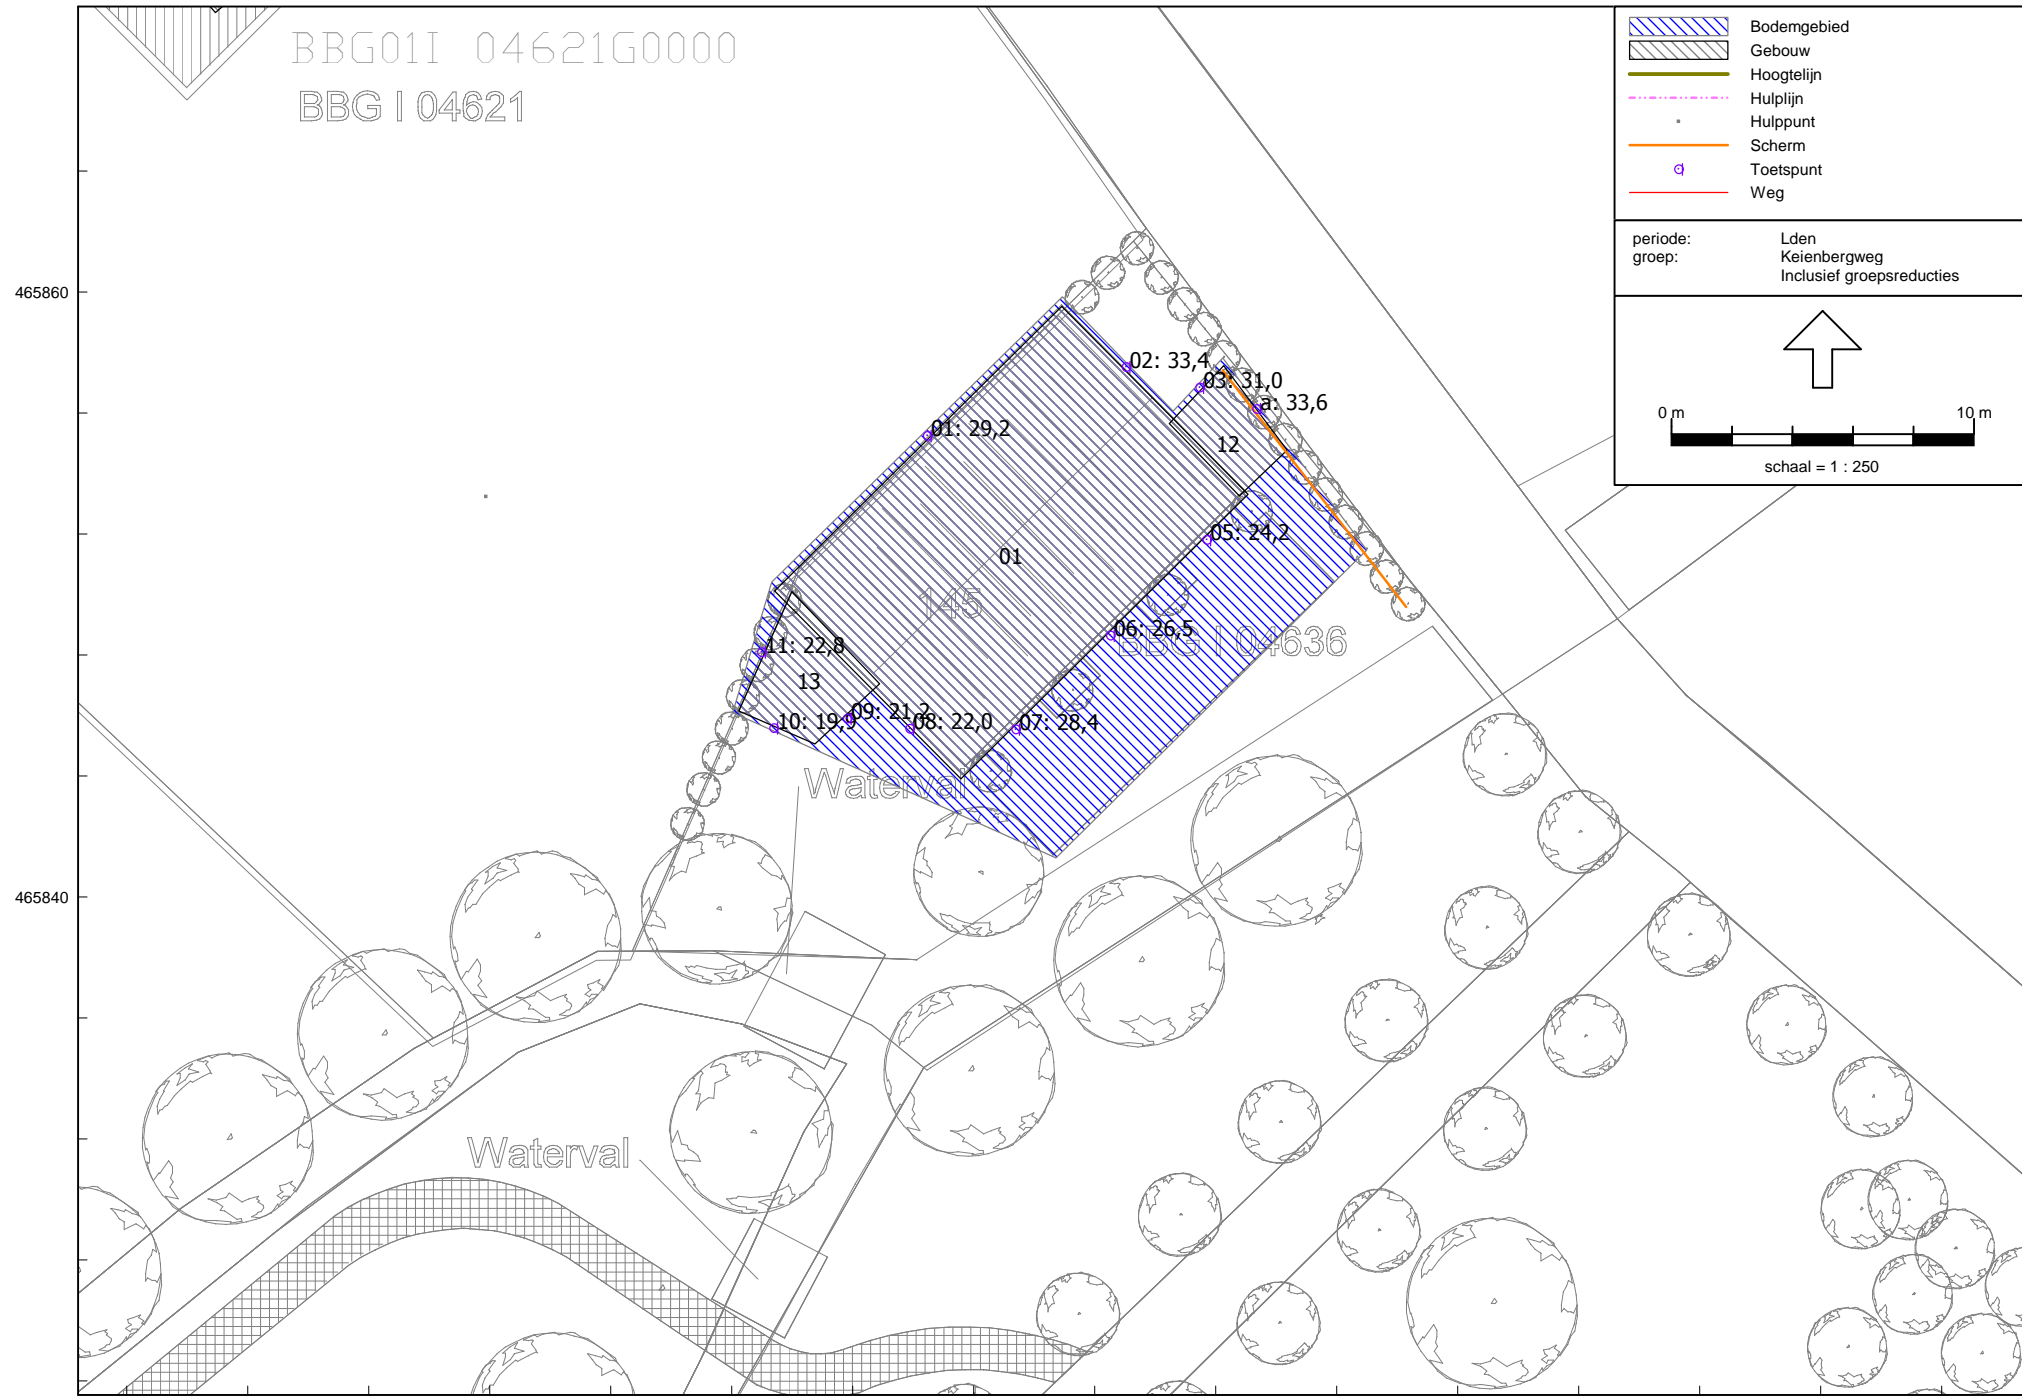 BBG01I 04621G0000
BBG I 04621
Bodemgebied
Gebouw
Hoogtelijn
Hulplijn
Hulppunt
Scherm
Toetspunt
Weg
periode: Lden
groep: Keienbergweg
Inclusief groepsreducties
0 m 10 m
schaal = 1 : 250
465860
02: 33,4
03: 31,0
a: 33,6
01: 29,2
12
05: 24,2
01
145
06: 26,5
BBG I 04636
11: 22,8
13
10: 19,9
09: 21,2
08: 22,0
07: 28,4
Waterval
465840
Waterval